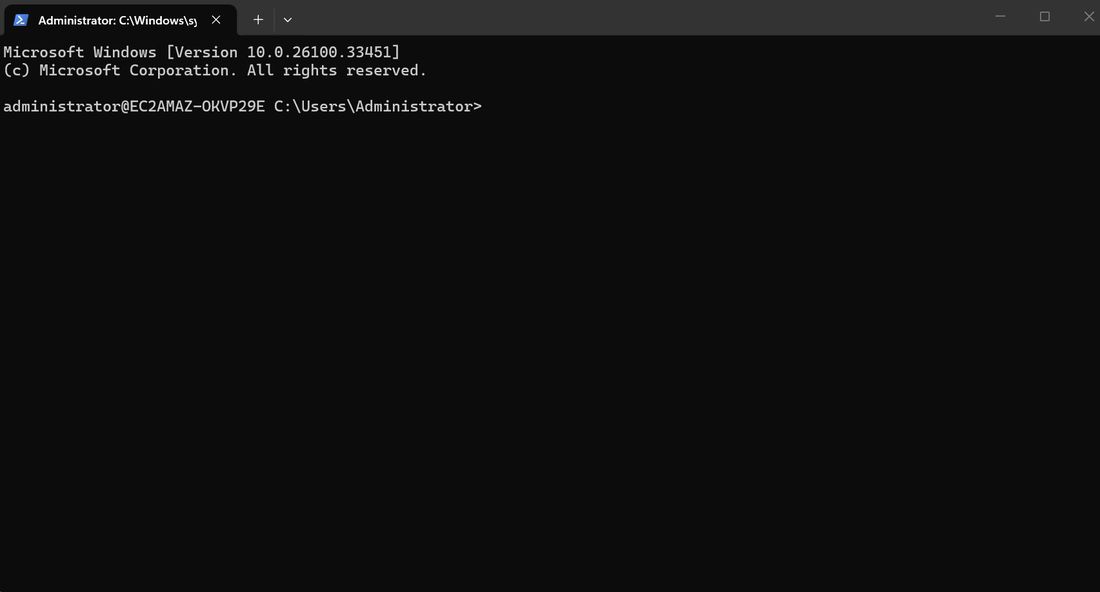 Administrator: C:\Windows\sy
Microsoft Windows [Version 10.0.26100.33451]
(c) Microsoft Corporation. All rights reserved.
administrator@EC2AMAZ-OKVP29E C:\Users\Administrator>